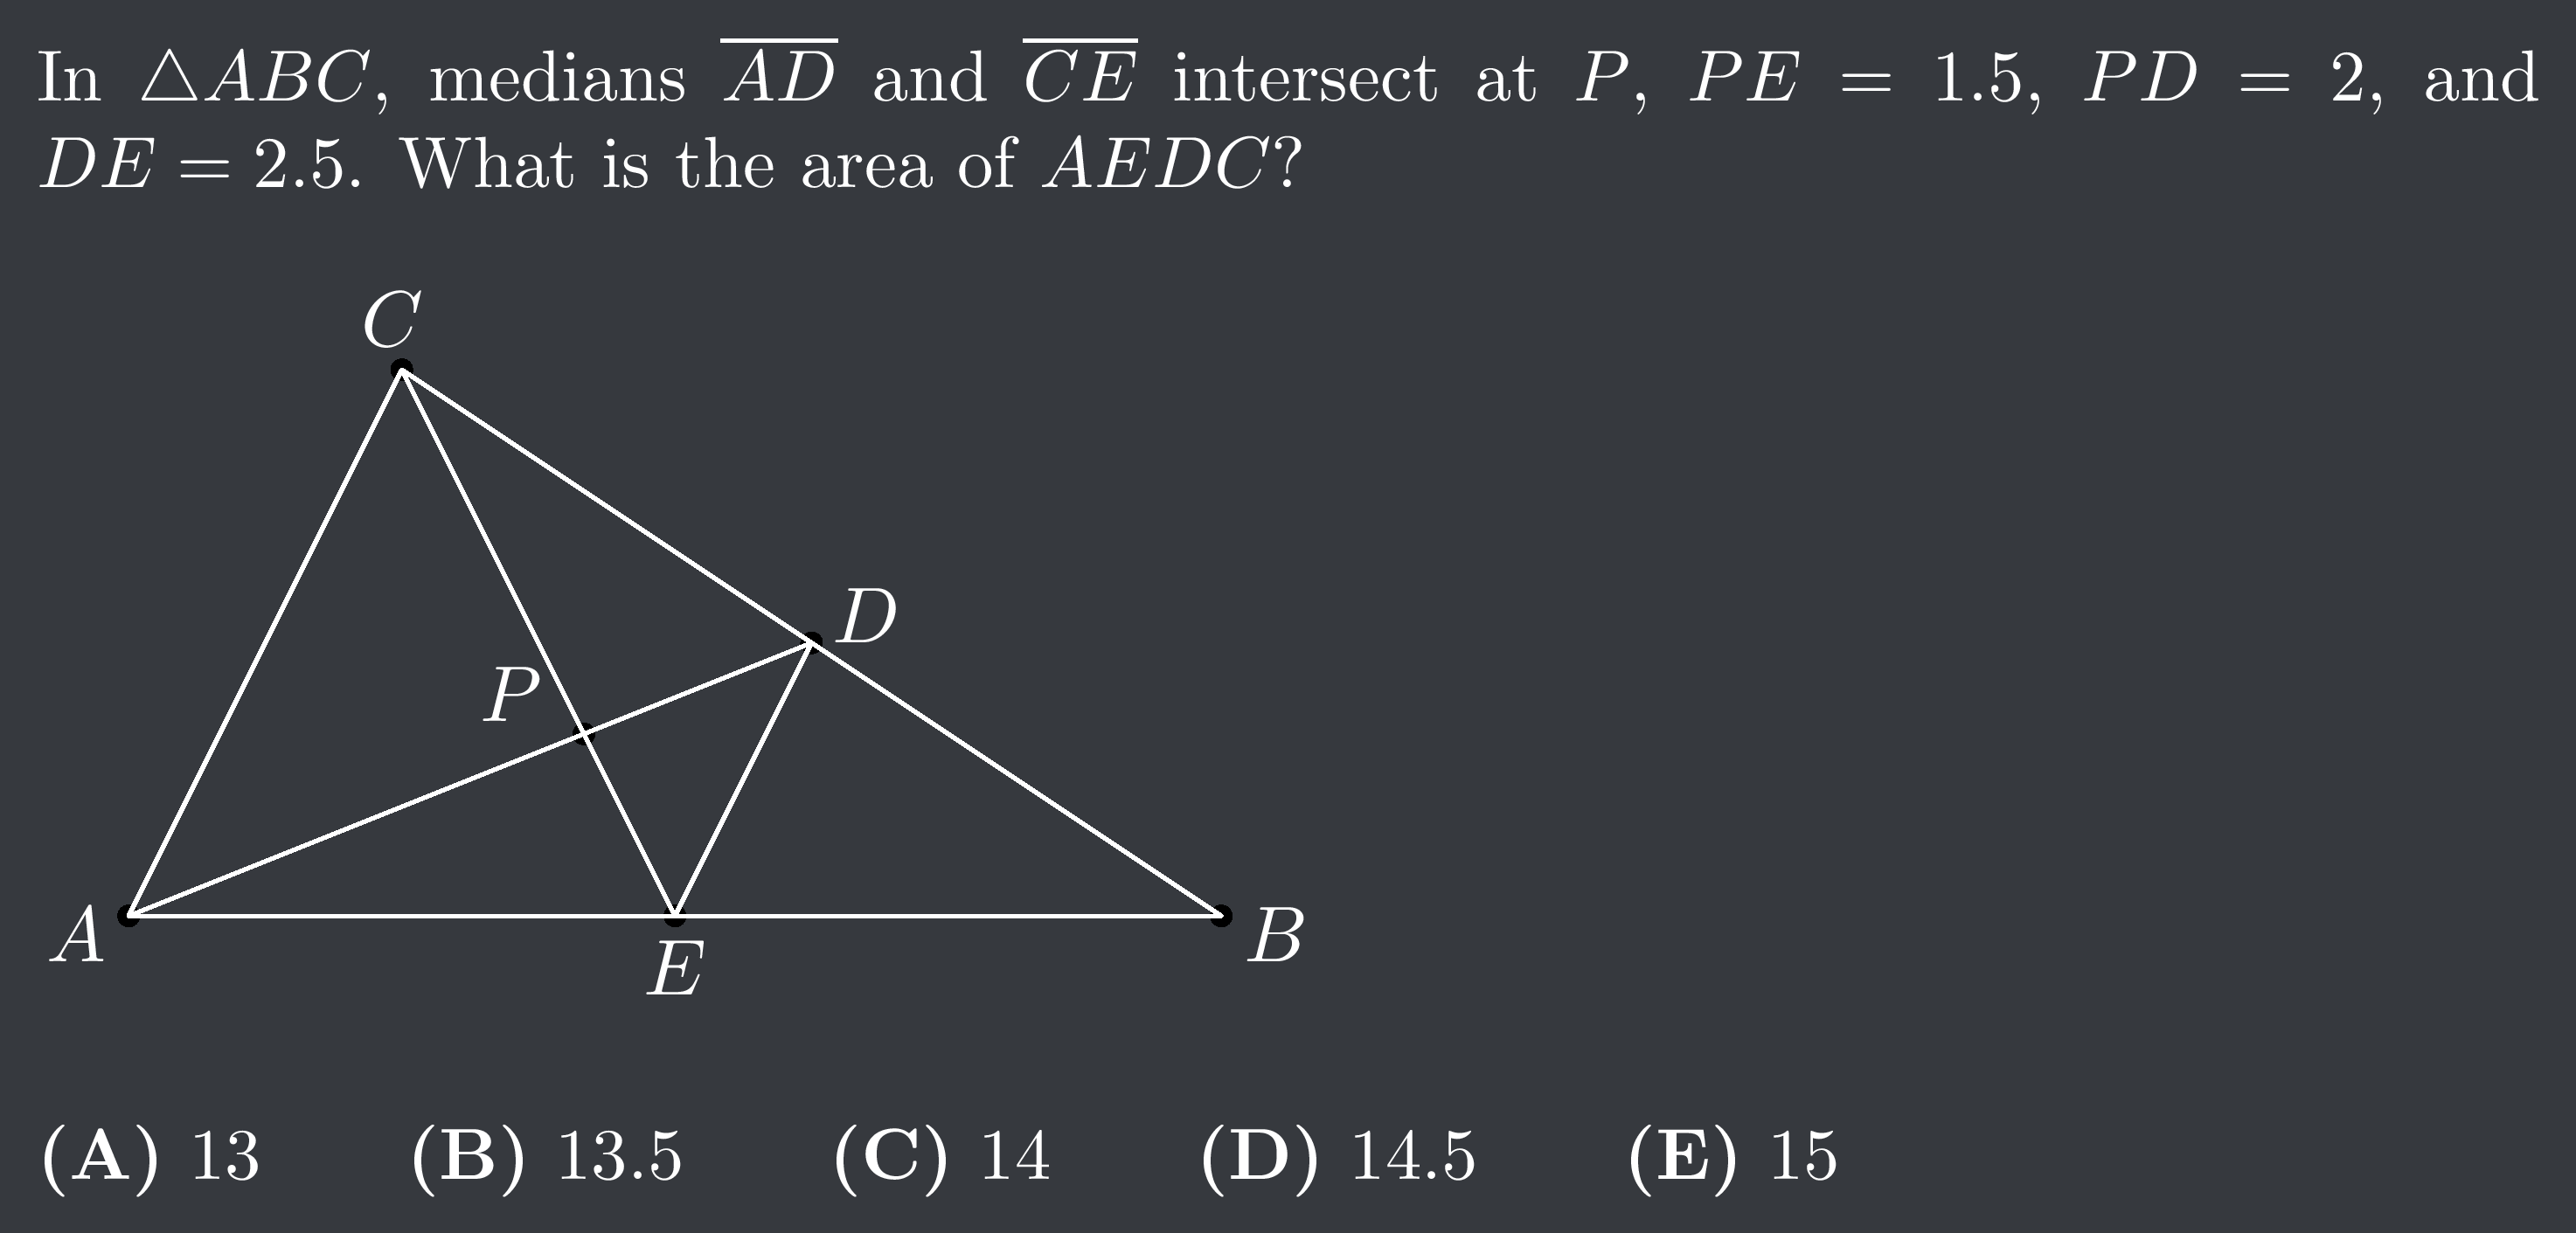 In △ABC, medians \overline{AD} and \overline{CE} intersect at P, PE = 1.5, PD = 2, and
DE = 2.5. What is the area of AEDC?
C
D
P
A
B
E
(A) 13 (B) 13.5 (C) 14 (D) 14.5 (E) 15